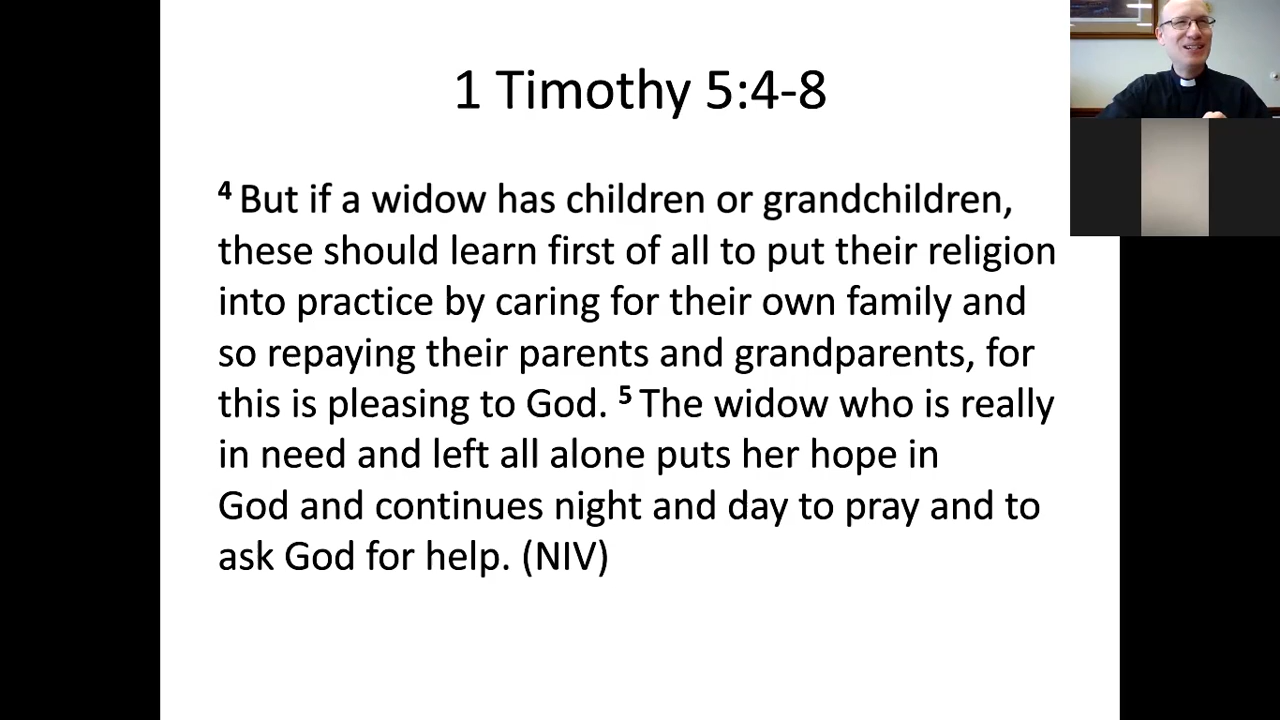 1 Timothy 5:4-8
4 But if a widow has children or grandchildren,
these should learn first of all to put their religion
into practice by caring for their own family and
so repaying their parents and grandparents, for
this is pleasing to God. 5 The widow who is really
in need and left all alone puts her hope in
God and continues night and day to pray and to
ask God for help. (NIV)